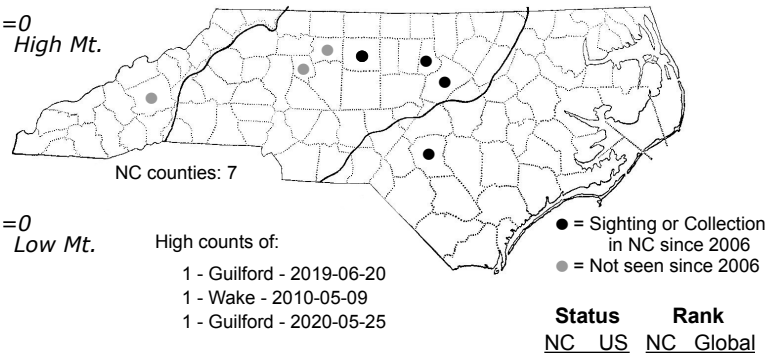 =0
High Mt.
NC counties: 7
=0
Low Mt.
High counts of:
1 - Guilford - 2019-06-20
1 - Wake - 2010-05-09
1 - Guilford - 2020-05-25
● = Sighting or Collection
in NC since 2006
● = Not seen since 2006
Status Rank
NC US NC Global